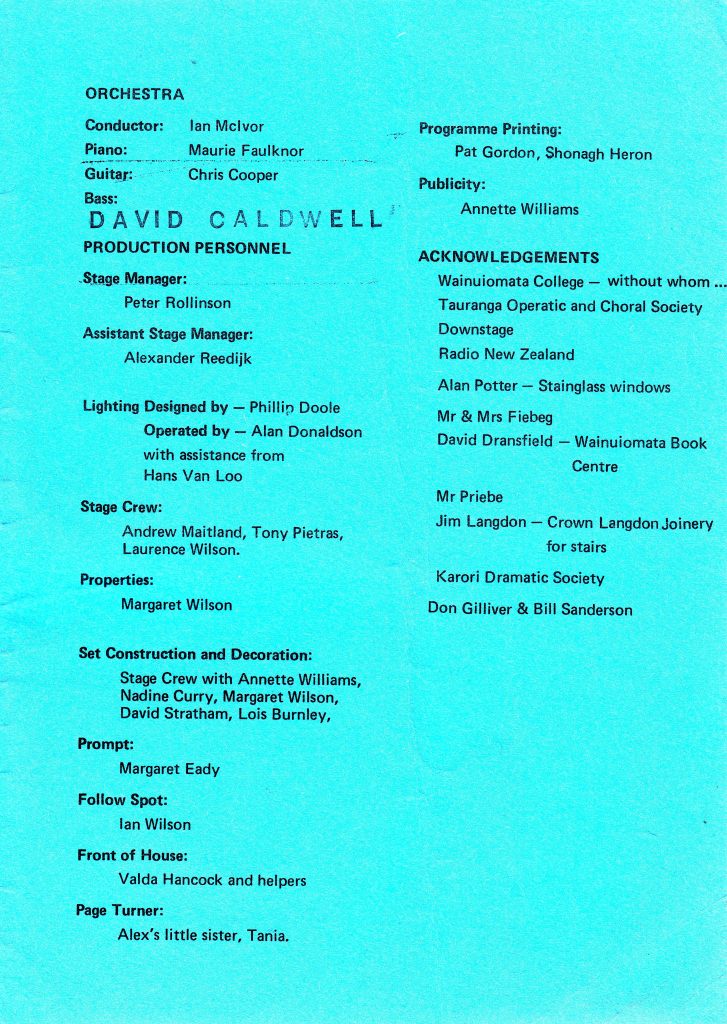 ORCHESTRA
Conductor: Ian McIvor
Piano: Maurie Faulknor
Guitar: Chris Cooper
Bass:
DAVID CALDWELL
PRODUCTION PERSONNEL
Stage Manager:
Peter Rollinson
Assistant Stage Manager:
Alexander Reedijk
Lighting Designed by — Phillip Doole
Operated by — Alan Donaldson
with assistance from
Hans Van Loo
Stage Crew:
Andrew Maitland, Tony Pietras,
Laurence Wilson.
Properties:
Margaret Wilson
Set Construction and Decoration:
Stage Crew with Annette Williams,
Nadine Curry, Margaret Wilson,
David Stratham, Lois Burnley,
Prompt:
Margaret Eady
Follow Spot:
Ian Wilson
Front of House:
Valda Hancock and helpers
Page Turner:
Alex's little sister, Tania.
Programme Printing:
Pat Gordon, Shonagh Heron
Publicity:
Annette Williams
ACKNOWLEDGEMENTS
Wainuiomata College — without whom ...
Tauranga Operatic and Choral Society
Downstage
Radio New Zealand
Alan Potter — Stainglass windows
Mr & Mrs Fiebeg
David Dransfield — Wainuiomata Book
Centre
Mr Priebe
Jim Langdon — Crown Langdon Joinery
for stairs
Karori Dramatic Society
Don Gilliver & Bill Sanderson